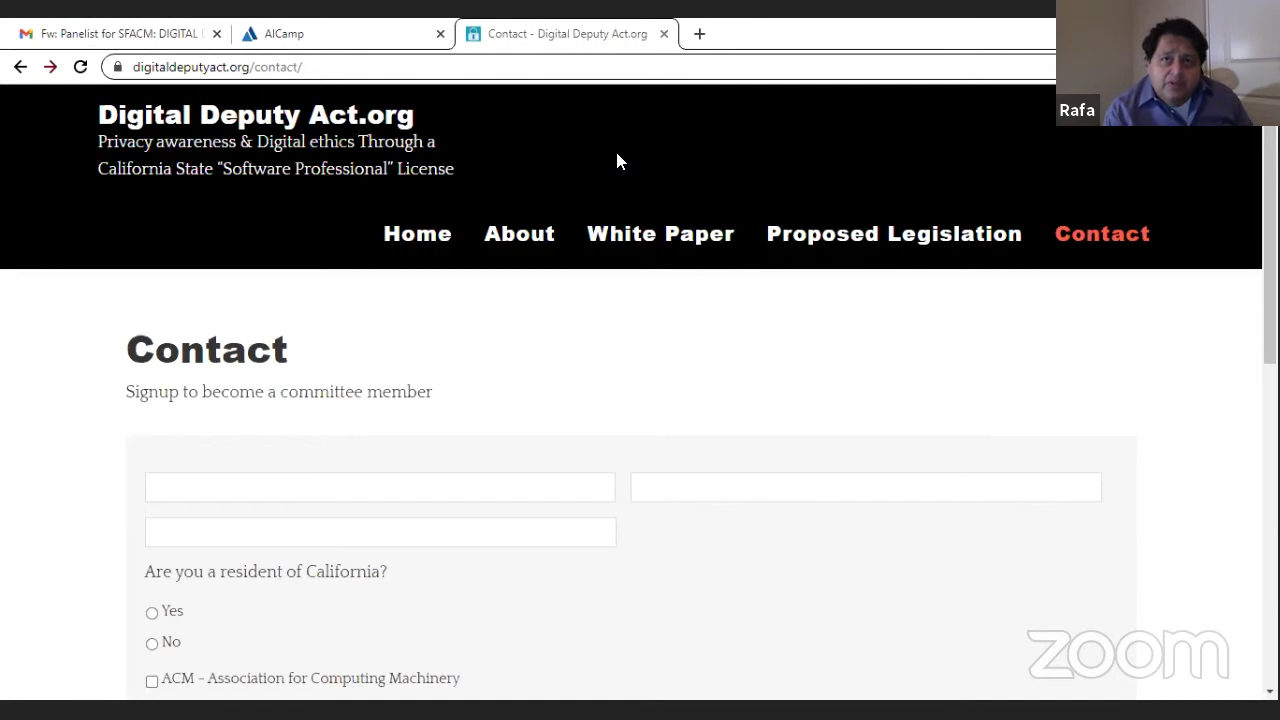 Fw: Panelist for SFACM: DIGITAL
AICamp
Contact - Digital Deputy Act.org
digitaldeputyact.org/contact/
Rafa
Digital Deputy Act.org
Privacy awareness & Digital ethics Through a
California State “Software Professional” License
Home About White Paper Proposed Legislation Contact
Contact
Signup to become a committee member
Are you a resident of California?
Yes
No
ACM - Association for Computing Machinery
zoom